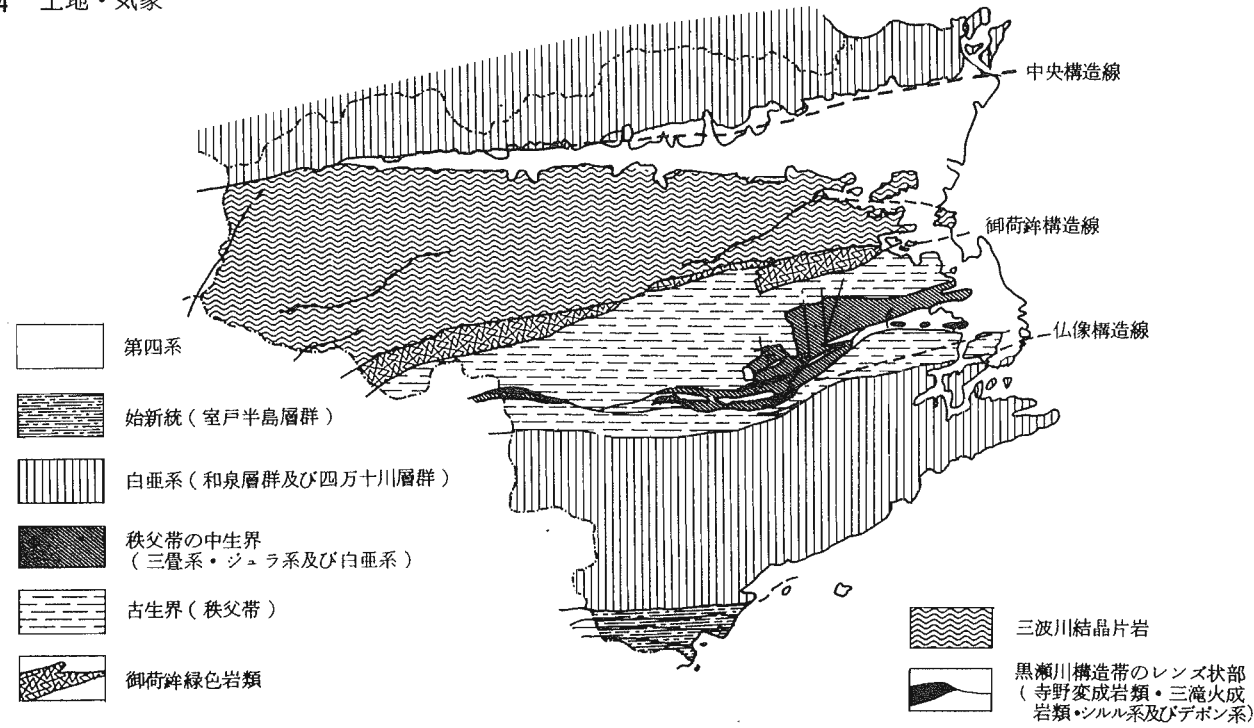 土地・気象
中央構造線
御荷鉾構造線
仏像構造線
第四系
始新統(室戸半島層群)
白亜系(和泉層群及び四万十川層群)
秩父帯の中生界
(三畳系・ジュラ系及び白亜系)
古生界(秩父帯)
御荷鉾緑色岩類
三波川結晶片岩
黒瀬川構造帯のレンズ状部
(寺野変成岩類・三滝火成
岩類・シルル系及びデボン系)